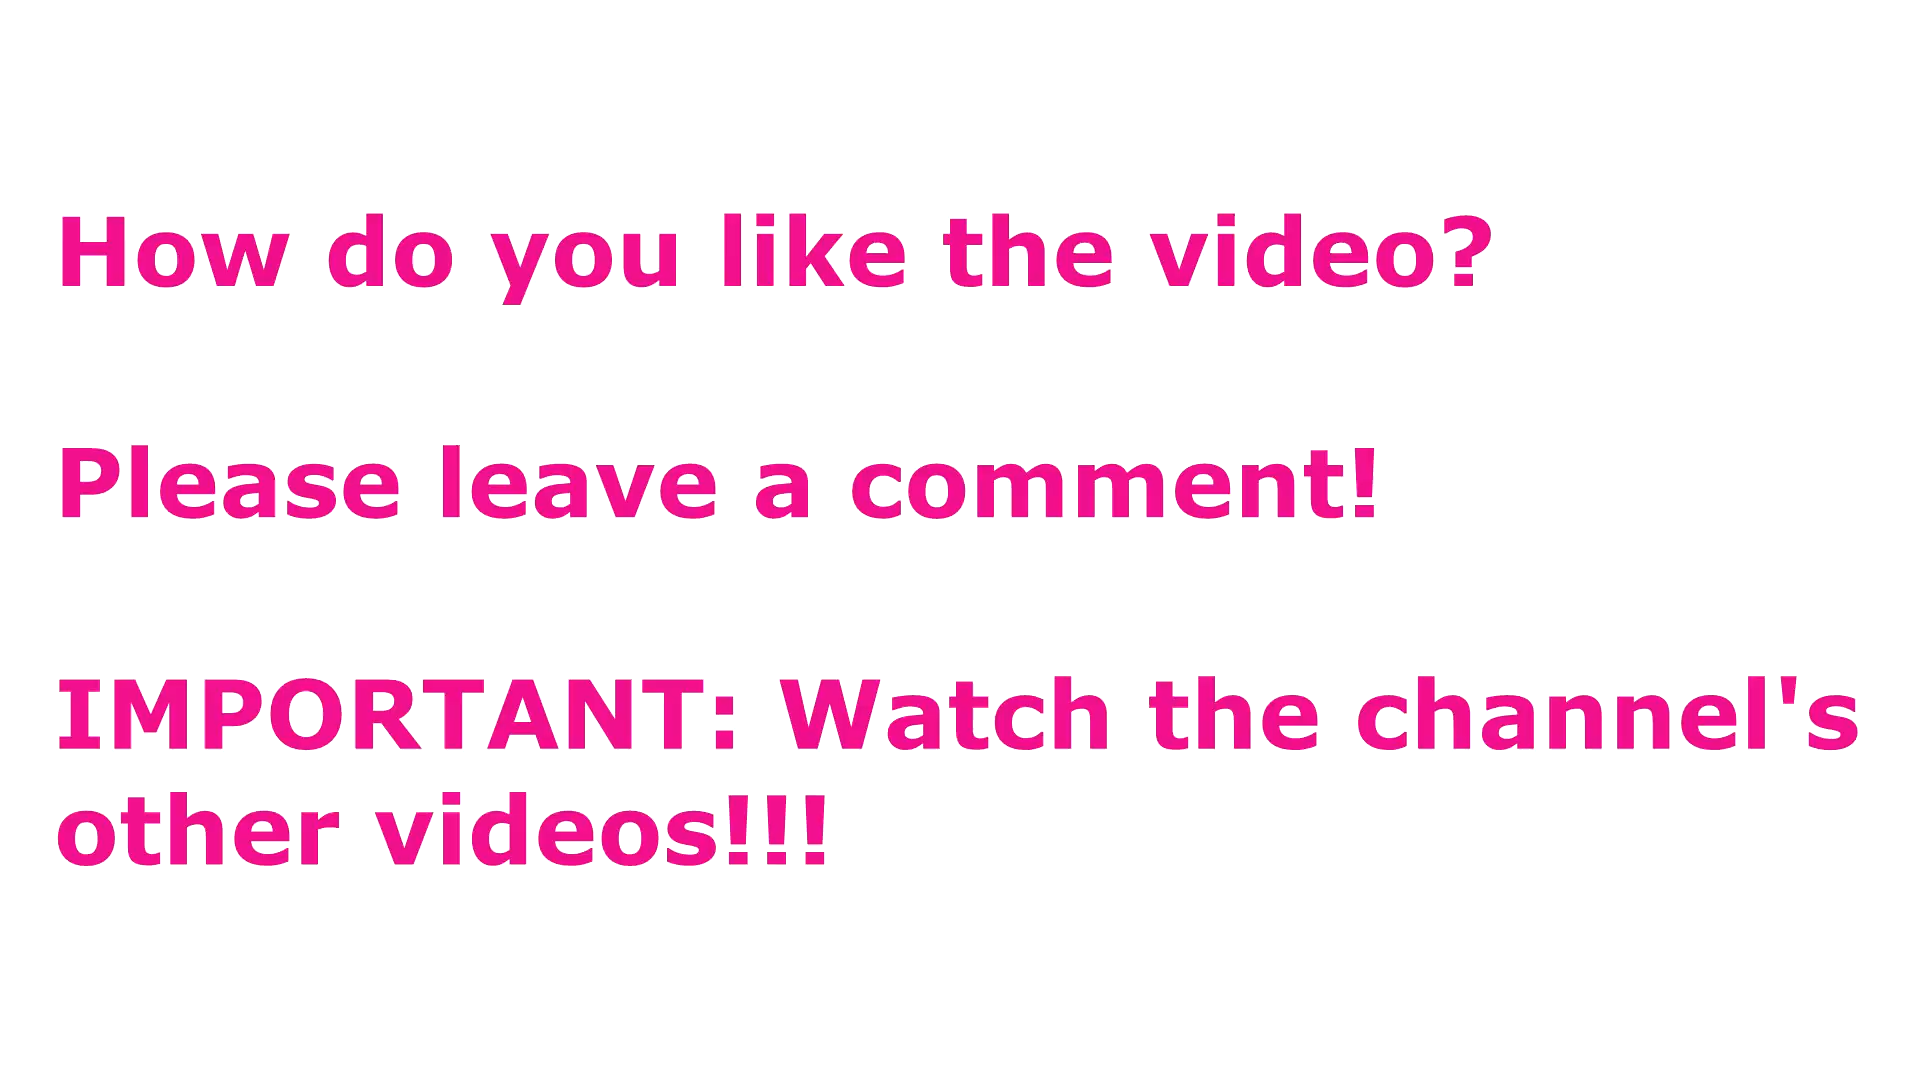 How do you like the video?
Please leave a comment!
IMPORTANT: Watch the channel's
other videos!!!